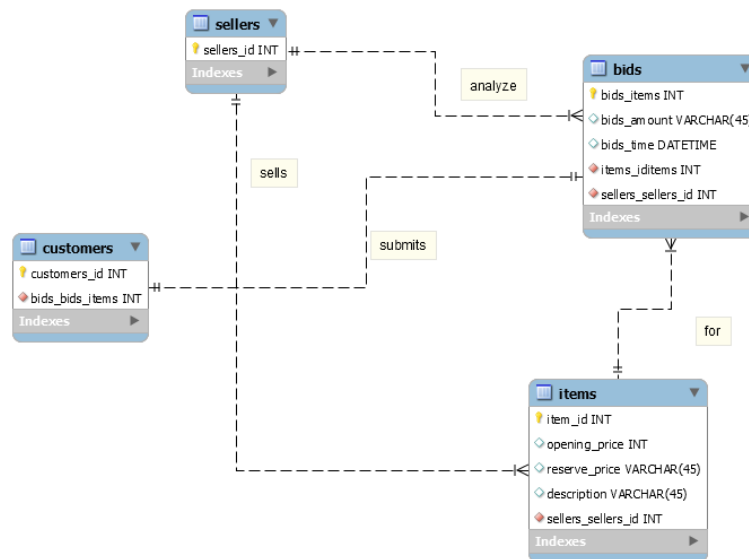 sellers
sellers_id INT
Indexes
analyze
bids
bids_items INT
bids_amount VARCHAR(45)
bids_time DATETIME
items_iditems INT
sellers_sellers_id INT
Indexes
sells
submits
customers
customers_id INT
bids_bids_items INT
Indexes
for
items
item_id INT
opening_price INT
reserve_price VARCHAR(45)
description VARCHAR(45)
sellers_sellers_id INT
Indexes